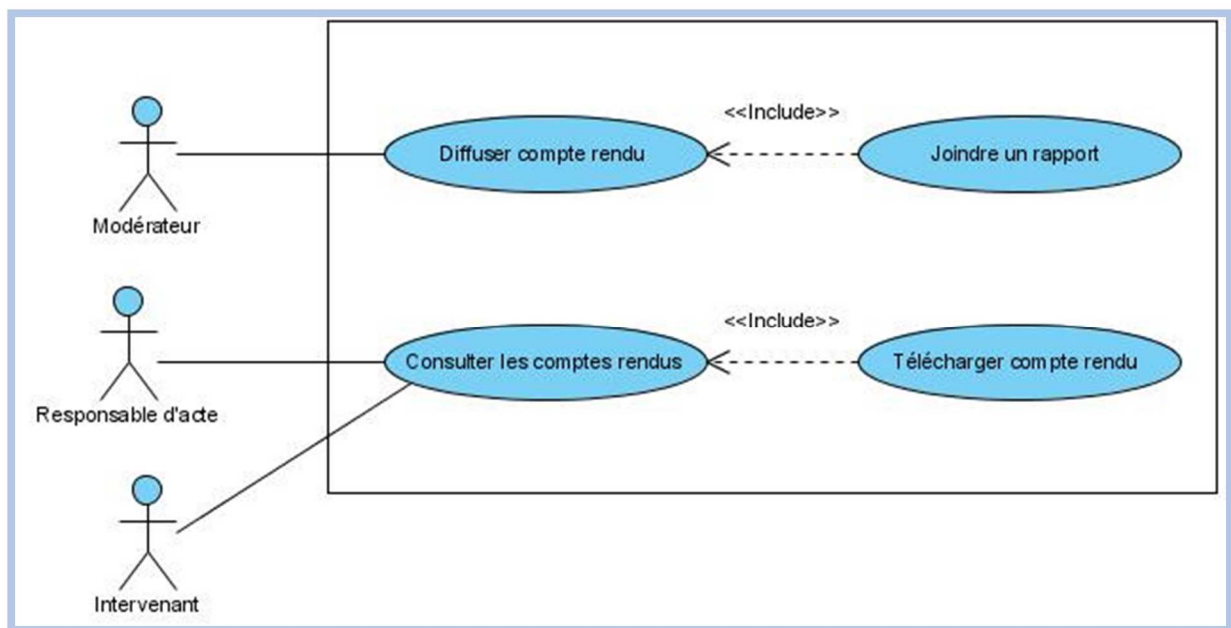 <<Include>>
Diffuser compte rendu
Joindre un rapport
Modérateur
<<Include>>
Consulter les comptes rendus
Télécharger compte rendu
Responsable d'acte
Intervenant